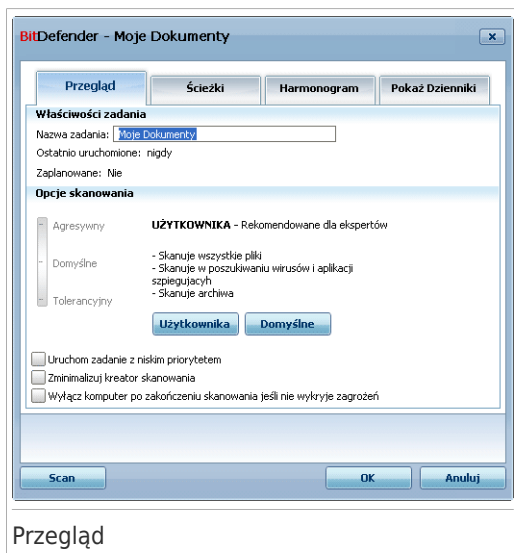 BitDefender - Moje Dokumenty
Przegląd
Ścieżki
Harmonogram
Pokaż Dzienniki
Właściwości zadania
Nazwa zadania: Moje Dokumenty
Ostatnio uruchomione: nigdy
Zaplanowane: Nie
Opcje skanowania
Agresywny
UŻYTKOWNIKA - Rekomendowane dla ekspertów
Domyślne
- Skanuje wszystkie pliki
- Skanuje w poszukiwaniu wirusów i aplikacji
szpiegujacyh
- Skanuje archiwa
Tolerancyjny
Użytkownika
Domyślne
Uruchom zadanie z niskim priorytetem
Zminimalizuj kreator skanowania
Wyłącz komputer po zakończeniu skanowania jeśli nie wykryje zagrożeń
Scan
OK
Anuluj
Przegląd